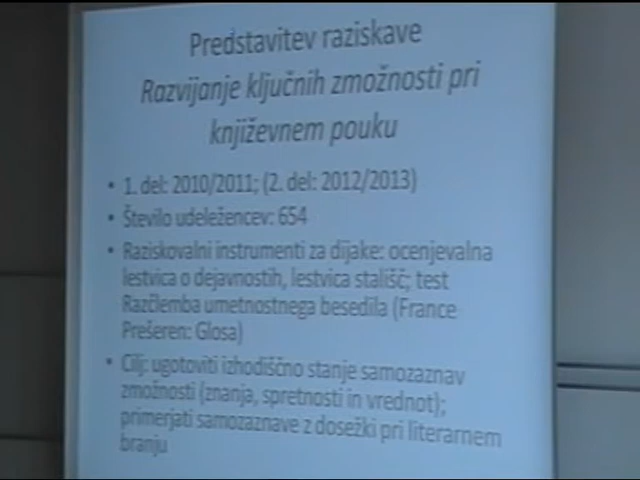 Predstavitev raziskave
Razvijanje ključnih zmožnosti pri
književnem pouku
• 1. del: 2010/2011; (2. del: 2012/2013)
• Število udeležencev: 654
• Raziskovalni instrumenti za dijake: ocenjevalna
lestvica o dejavnostih, lestvica stališč; test
Razčlemba umetnostnega besedila (France
Prešeren: Glosa)
• Cilj: ugotoviti izhodiščno stanje samozaznav
zmožnosti (znanja, spretnosti in vrednot);
primerjati samozaznave z dosežki pri literarnem
branju